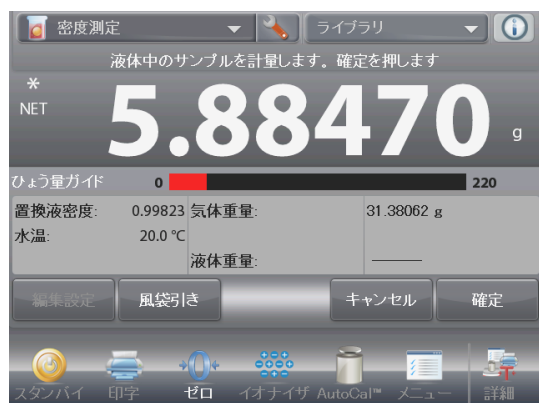 密度測定 ライブラリ
液体中のサンプルを計量します。確定を押します
*
NET 5.88470 g
ひょう量ガイド 0 220
置換液密度: 0.99823 気体重量: 31.38062 g
水温: 20.0 ℃
液体重量: ———
編集設定 風袋引き キャンセル 確定
スタンバイ 印字 ゼロ イオナイザ AutoCal™ メニュー 詳細